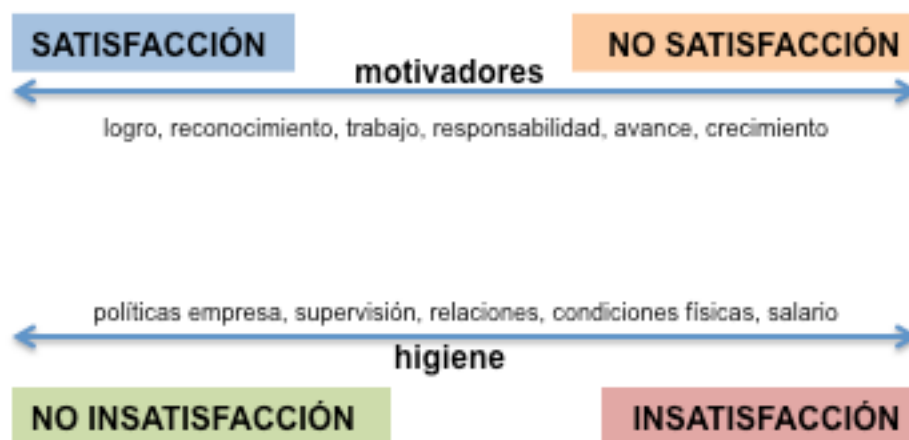 SATISFACCIÓN
NO SATISFACCIÓN
motivadores
logro, reconocimiento, trabajo, responsabilidad, avance, crecimiento
políticas empresa, supervisión, relaciones, condiciones físicas, salario
higiene
NO INSATISFACCIÓN
INSATISFACCIÓN